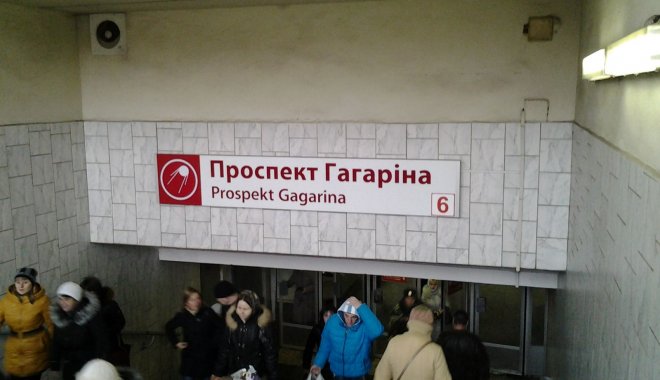 Проспект Гагаріна
Prospekt Gagarina
6